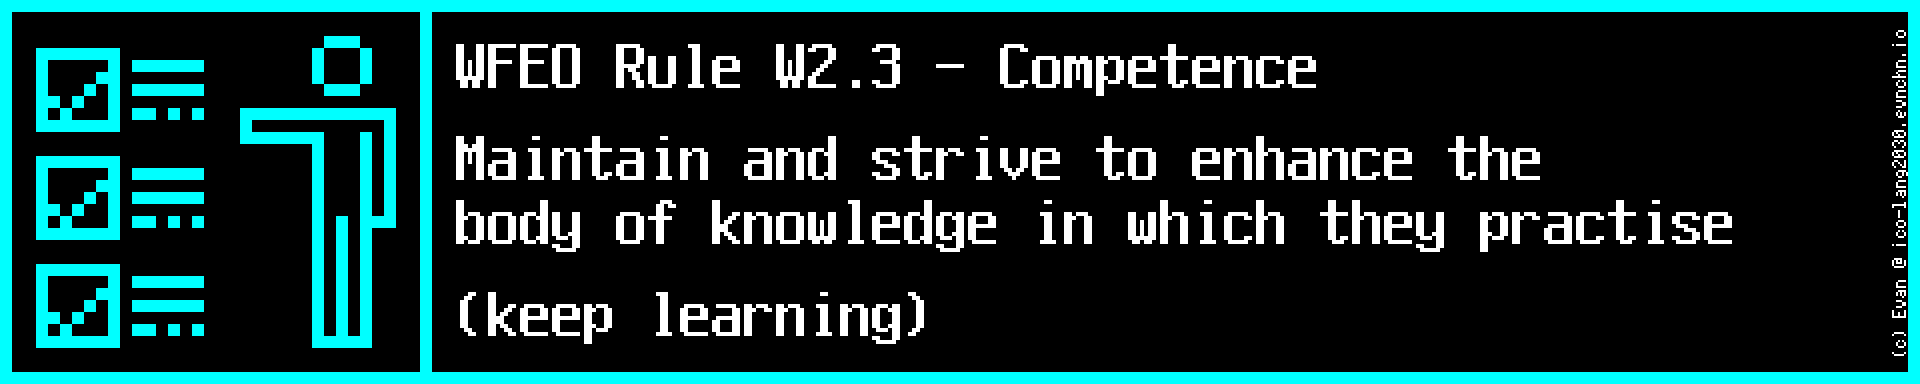 WFEO Rule W2.3 - Competence
Maintain and strive to enhance the
body of knowledge in which they practise
(keep learning)
(c) Evan @ ico-lang2030.evnchn.io